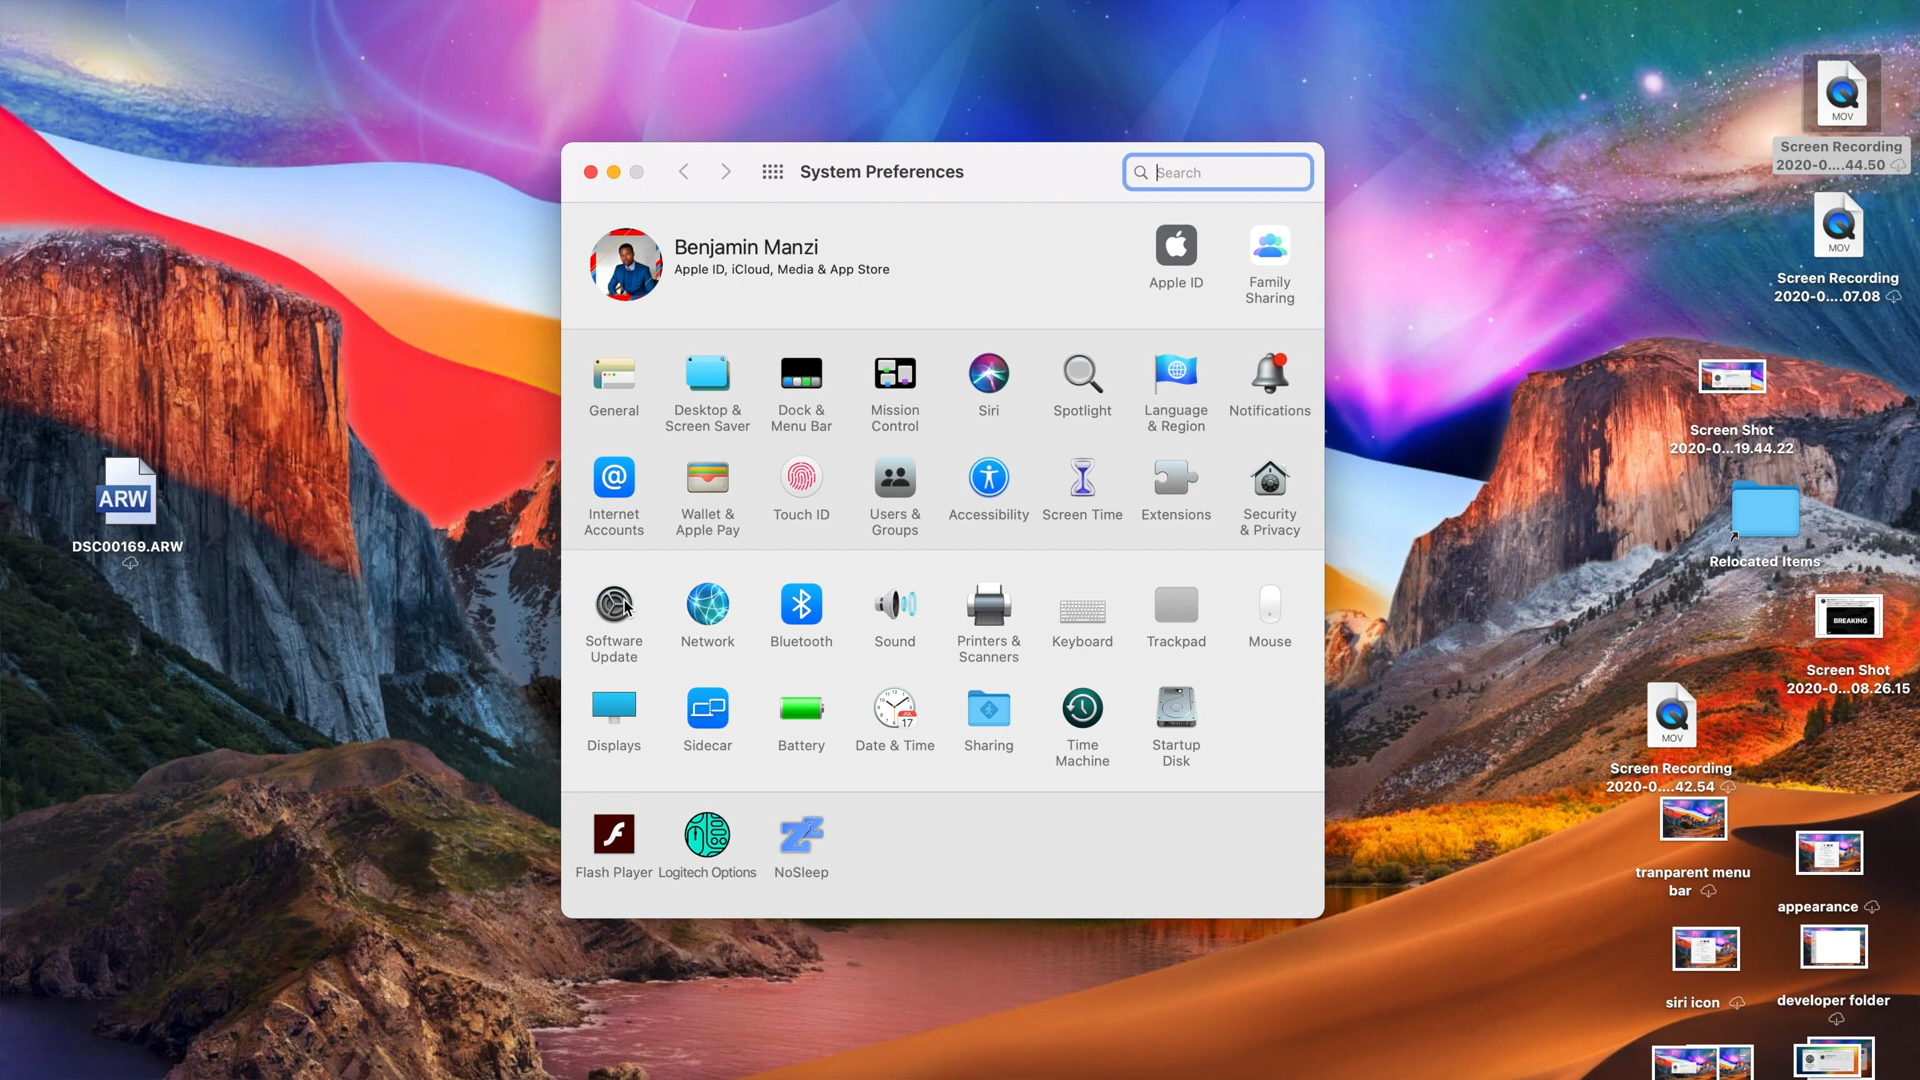 System Preferences
Search
Benjamin Manzi
Apple ID, iCloud, Media & App Store
Apple ID
Family
Sharing
General
Desktop &
Screen Saver
Dock &
Menu Bar
Mission
Control
Siri
Spotlight
Language
& Region
Notifications
Internet
Accounts
Wallet &
Apple Pay
Touch ID
Users &
Groups
Accessibility
Screen Time
Extensions
Security
& Privacy
Software
Update
Network
Bluetooth
Sound
Printers &
Scanners
Keyboard
Trackpad
Mouse
Displays
Sidecar
Battery
JUL
17
Date & Time
Sharing
Time
Machine
Startup
Disk
Flash Player
Logitech Options
NoSleep
ARW
DSC00169.ARW
MOV
Screen Recording
2020-0....44.50
MOV
Screen Recording
2020-0....07.08
Screen Shot
2020-0...19.44.22
Relocated Items
BREAKING
Screen Shot
2020-0...08.26.15
MOV
Screen Recording
2020-0....42.54
tranparent menu
bar
appearance
siri icon
developer folder